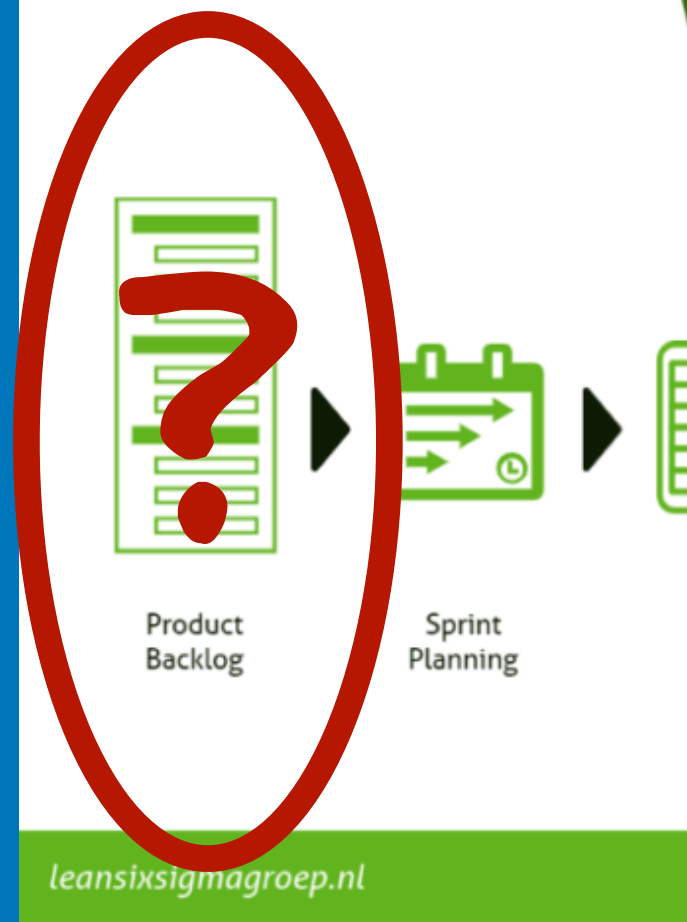 ?
Product
Backlog
Sprint
Planning
leansixsigmagroep.nl